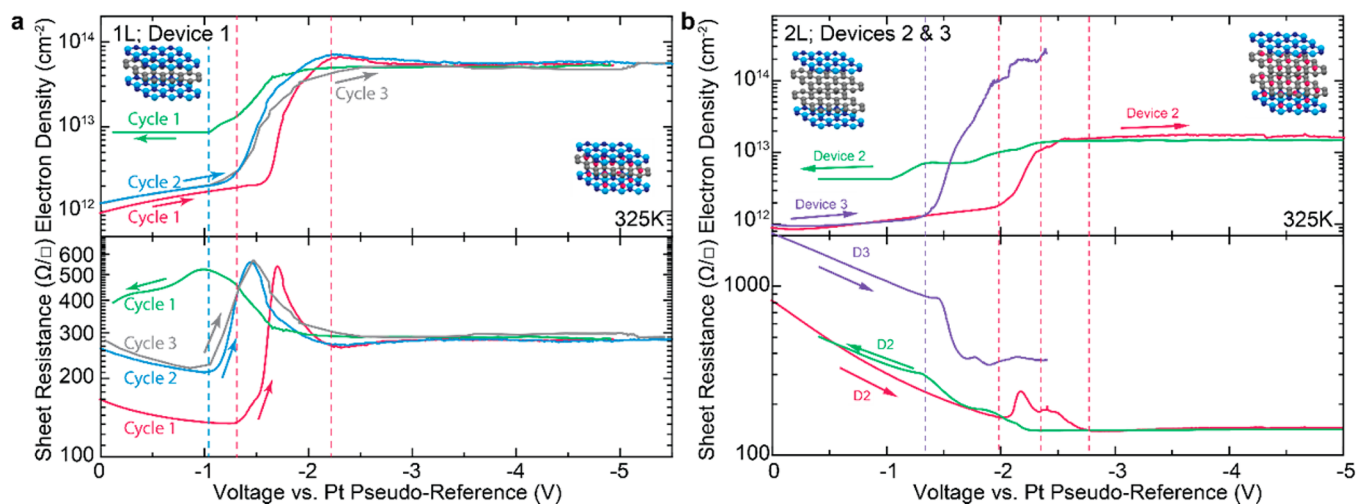 a
1L; Device 1
Electron Density (cm⁻²)
10¹⁴
10¹³
10¹²
Cycle 1
Cycle 2
Cycle 1
Cycle 3
325K
Sheet Resistance (Ω/□)
600
500
400
300
200
100
Cycle 1
Cycle 3
Cycle 2
Cycle 1
0 -1 -2 -3 -4 -5
Voltage vs. Pt Pseudo-Reference (V)
b
2L; Devices 2 & 3
Electron Density (cm⁻²)
10¹⁴
10¹³
10¹²
Device 2
Device 2
Device 3
325K
Sheet Resistance (Ω/□)
1000
100
D3
D2
D2
0 -1 -2 -3 -4 -5
Voltage vs. Pt Pseudo-Reference (V)